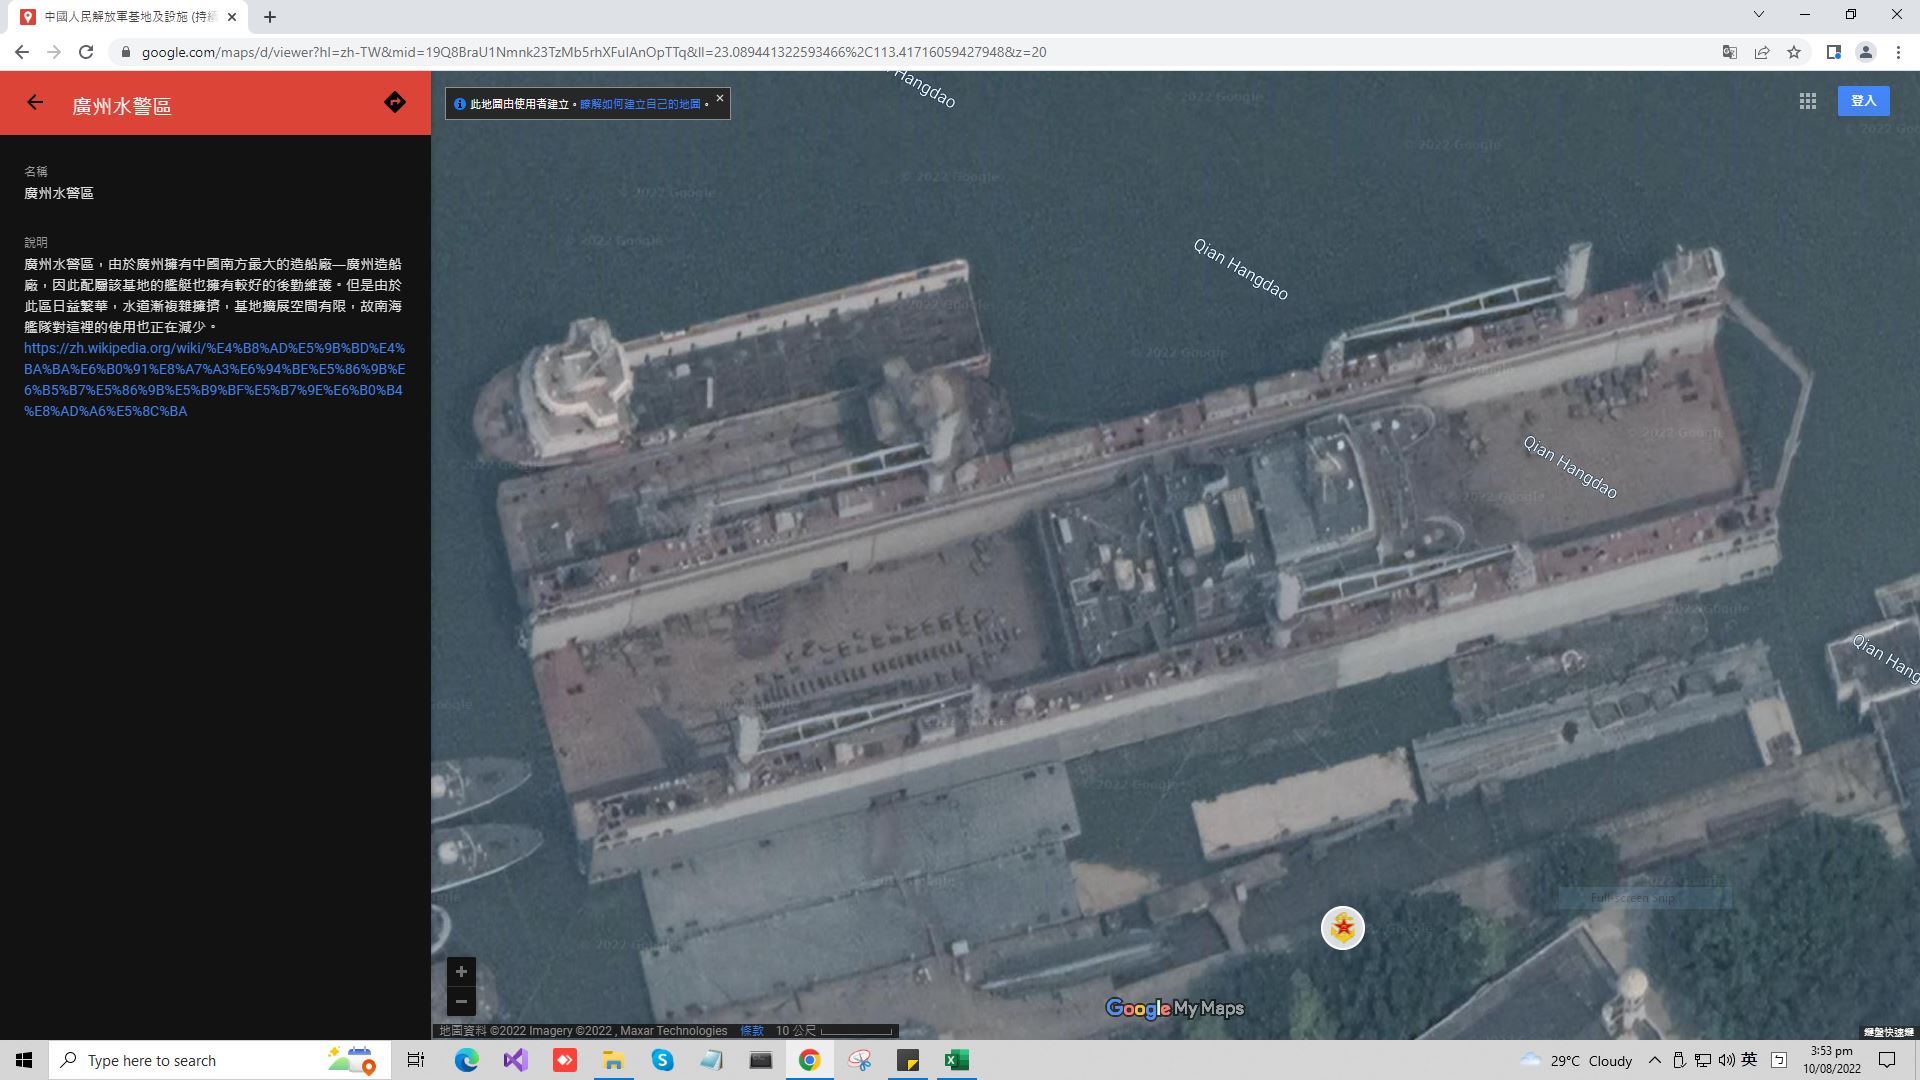 中國人民解放軍基地及設施 (持續
google.com/maps/d/viewer?hl=zh-TW&mid=19Q8BraU1Nmnk23TzMb5rhXFulAnOpTTq&ll=23.089441322593466%2C113.41716059427948&z=20
廣州水警區
此地圖由使用者建立。瞭解如何建立自己的地圖。
登入
名稱
廣州水警區
說明
廣州水警區，由於廣州擁有中國南方最大的造船廠—廣州造船
廠，因此配屬該基地的艦艇也擁有較好的後勤維護。但是由於
此區日益繁華，水道漸複雜擁擠，基地擴展空間有限，故南海
艦隊對這裡的使用也正在減少。
https://zh.wikipedia.org/wiki/%E4%B8%AD%E5%9B%BD%E4%
BA%BA%E6%B0%91%E8%A7%A3%E6%94%BE%E5%86%9B%E
6%B5%B7%E5%86%9B%E5%B9%BF%E5%B7%9E%E6%B0%B4
%E8%AD%A6%E5%8C%BA
Hangdao
Qian Hangdao
Qian Hangdao
Qian Hang
© 2022 Google
Full-screen Snip
Google My Maps
地圖資料 ©2022 Imagery ©2022 , Maxar Technologies 條款 10 公尺
鍵盤快速鍵
Type here to search
29°C Cloudy
英
3:53 pm
10/08/2022